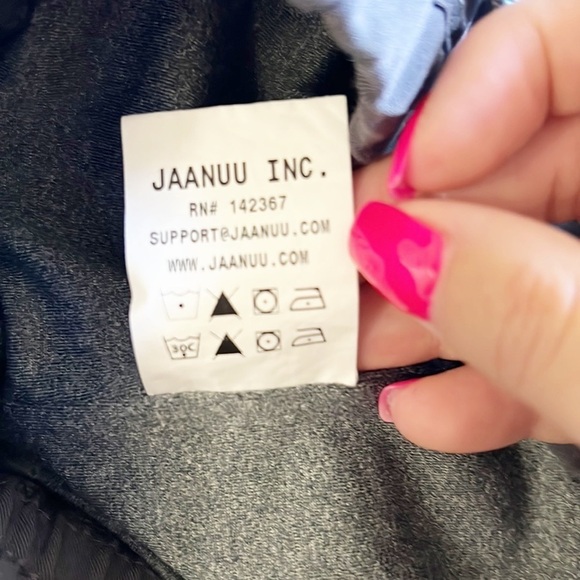 JAANUU INC.
RN# 142367
SUPPORT@JAANUU.COM
WWW.JAANUU.COM
30C